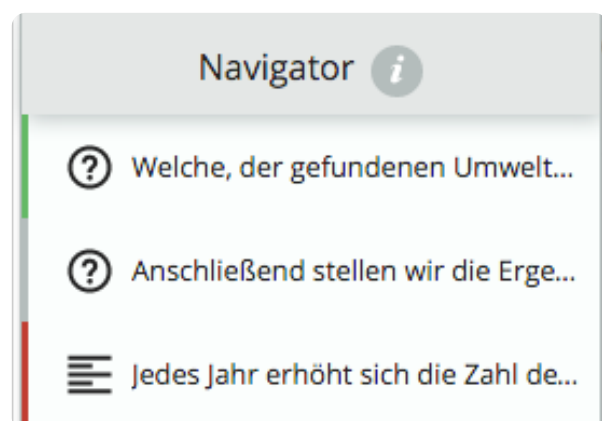 Navigator i
Welche, der gefundenen Umwelt...
Anschließend stellen wir die Erge...
Jedes Jahr erhöht sich die Zahl de...